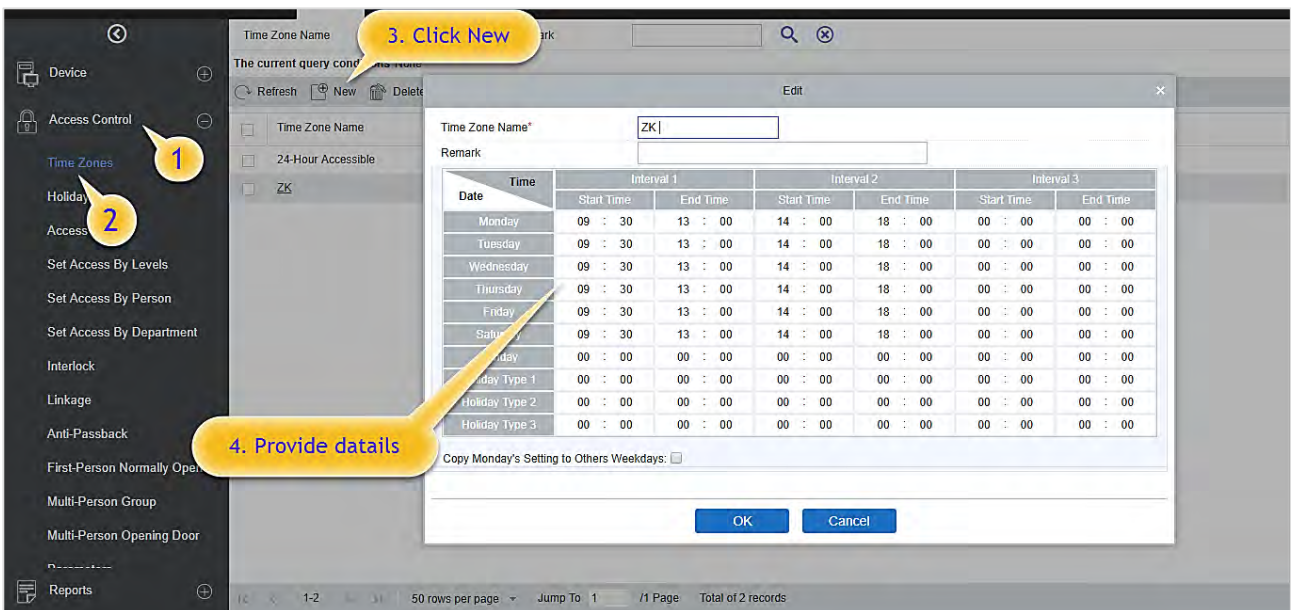 Time Zone Name
3. Click New
ark
The current query conditions None
Refresh New Delete
Time Zone Name
24-Hour Accessible
ZK
Device
Access Control
1
Time Zones
2
Holiday
Access
Set Access By Levels
Set Access By Person
Set Access By Department
Interlock
Linkage
Anti-Passback
First-Person Normally Open
Multi-Person Group
Multi-Person Opening Door
Parameters
Reports
Edit
Time Zone Name* ZK
Remark
Time Interval 1 Interval 2 Interval 3
Date Start Time End Time Start Time End Time Start Time End Time
Monday 09 : 30 13 : 00 14 : 00 18 : 00 00 : 00 00 : 00
Tuesday 09 : 30 13 : 00 14 : 00 18 : 00 00 : 00 00 : 00
Wednesday 09 : 30 13 : 00 14 : 00 18 : 00 00 : 00 00 : 00
Thursday 09 : 30 13 : 00 14 : 00 18 : 00 00 : 00 00 : 00
Friday 09 : 30 13 : 00 14 : 00 18 : 00 00 : 00 00 : 00
Saturday 09 : 30 13 : 00 14 : 00 18 : 00 00 : 00 00 : 00
day 00 : 00 00 : 00 00 : 00 00 : 00 00 : 00 00 : 00
iday Type 1 00 : 00 00 : 00 00 : 00 00 : 00 00 : 00 00 : 00
Holiday Type 2 00 : 00 00 : 00 00 : 00 00 : 00 00 : 00 00 : 00
Holiday Type 3 00 : 00 00 : 00 00 : 00 00 : 00 00 : 00 00 : 00
4. Provide datails
Copy Monday's Setting to Others Weekdays:
OK Cancel
1-2 50 rows per page Jump To 1 /1 Page Total of 2 records